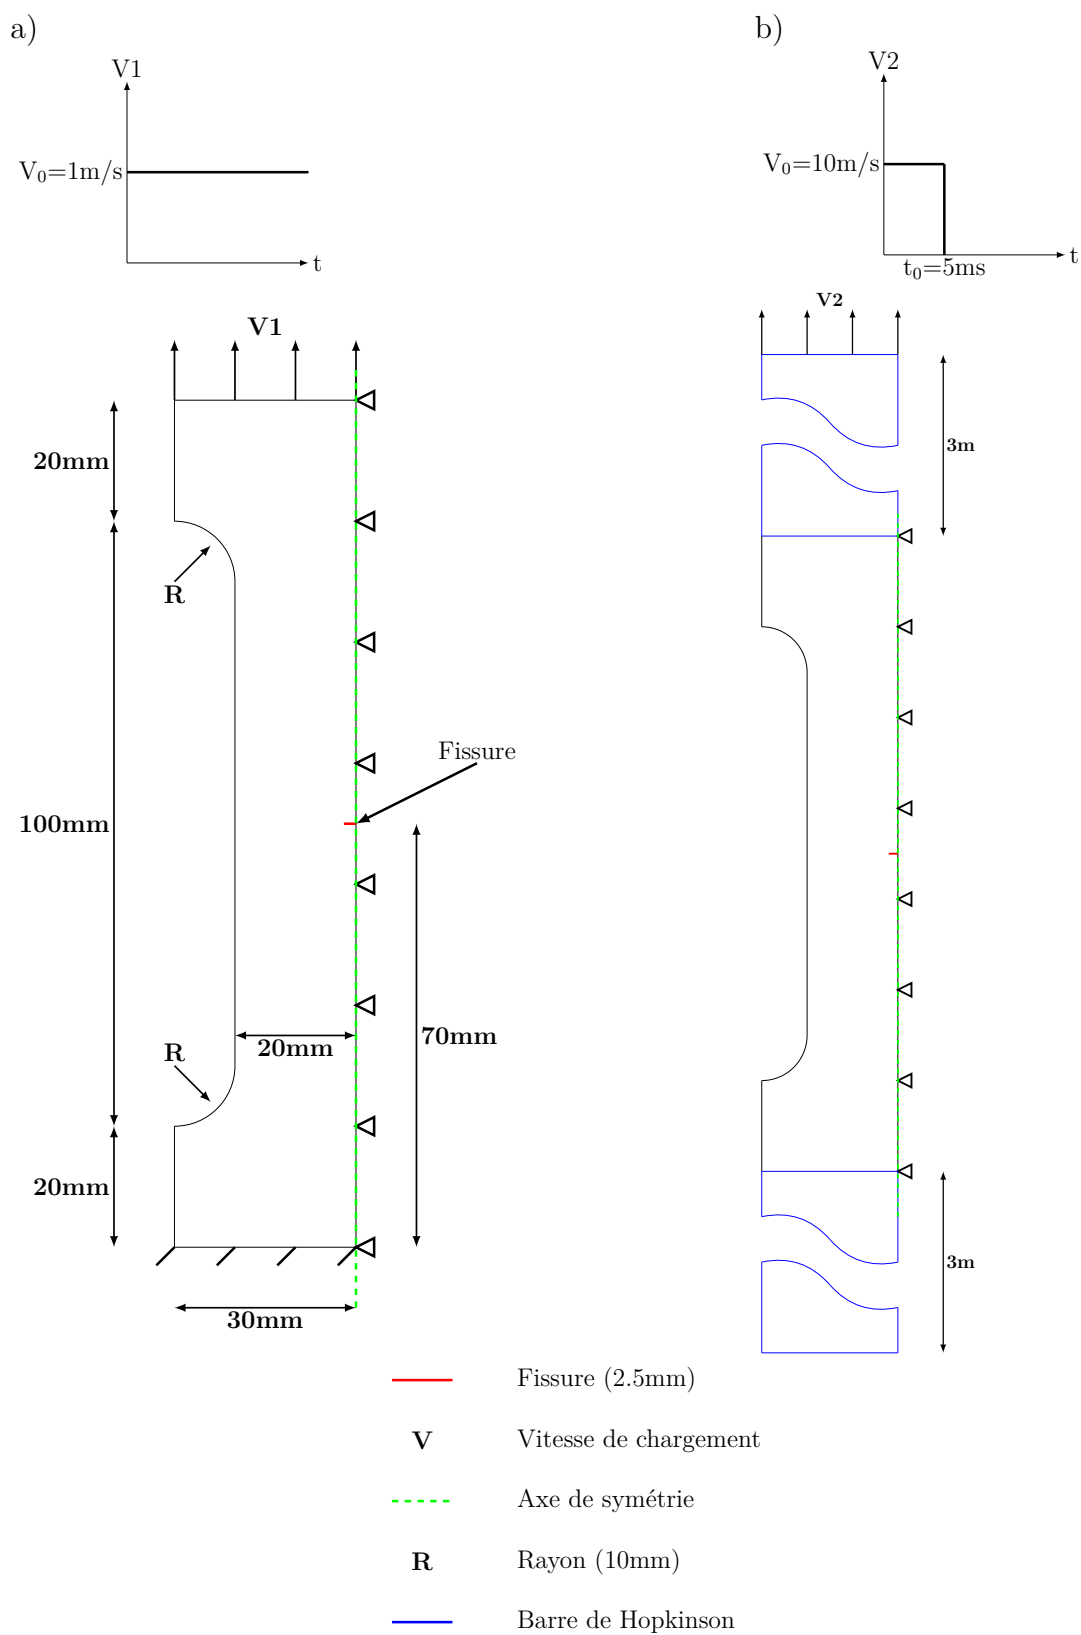 a)
V1
V₀=1m/s
t
V1
20mm
R
100mm
Fissure
R
20mm
70mm
20mm
30mm
b)
V2
V₀=10m/s
t
t₀=5ms
V2
3m
3m
Fissure (2.5mm)
V Vitesse de chargement
Axe de symétrie
R Rayon (10mm)
Barre de Hopkinson